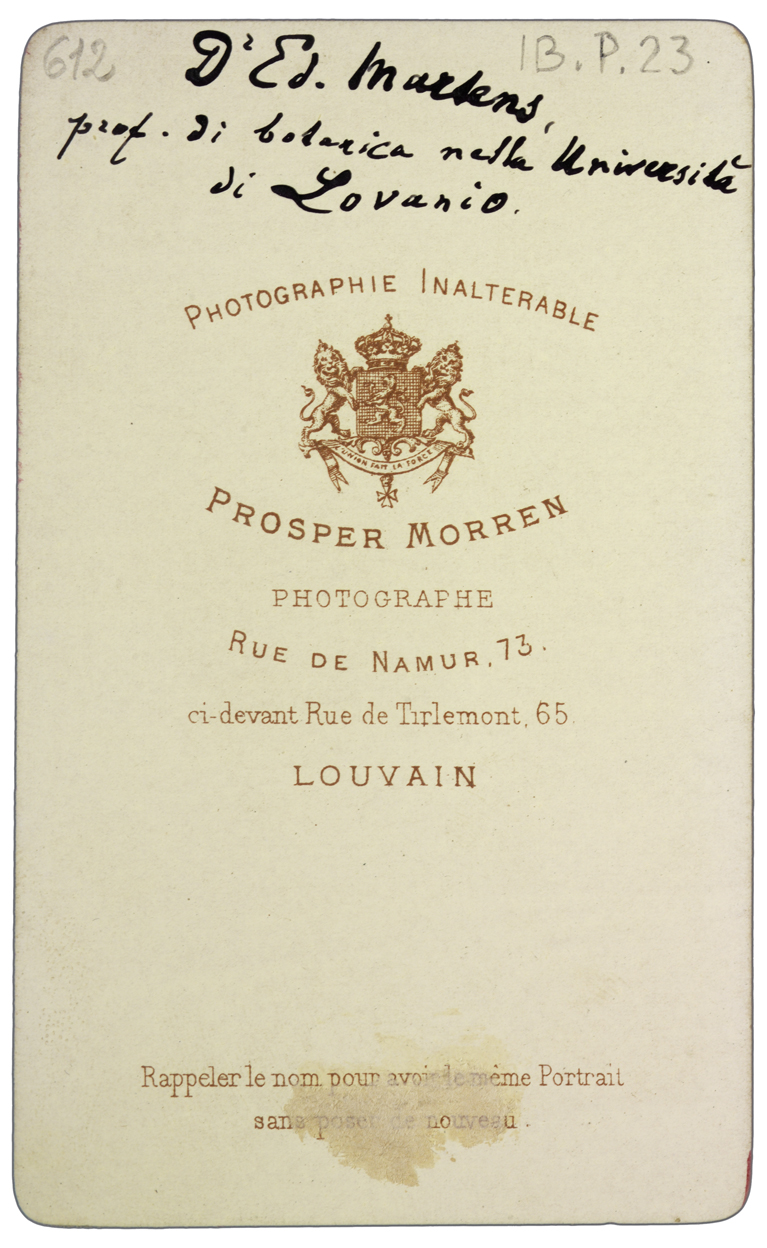 612
Dr Ed. Martens,
IB.P.23
prof. di botanica nella Università
di Lovanio.
PHOTOGRAPHIE INALTERABLE
L'UNION FAIT LA FORCE
PROSPER MORREN
PHOTOGRAPHE
RUE DE NAMUR, 73.
ci-devant Rue de Tirlemont, 65.
LOUVAIN
Rappeler le nom pour avoir le même Portrait
sans poser de nouveau.